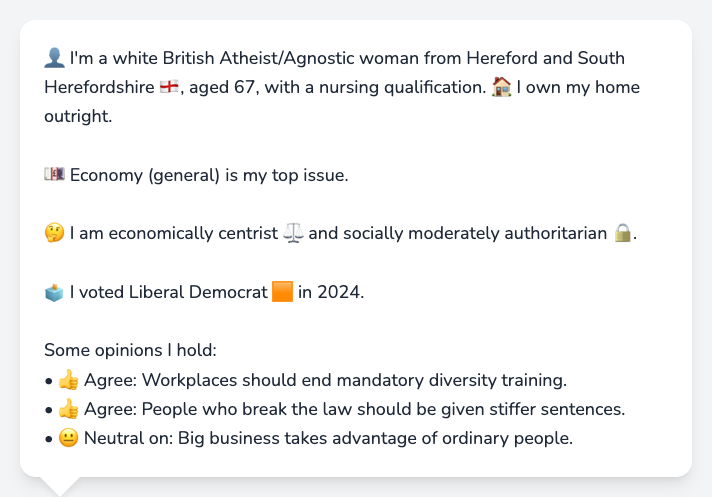 👤 I'm a white British Atheist/Agnostic woman from Hereford and South
Herefordshire 🏴󠁧󠁢󠁥󠁮󠁧󠁿, aged 67, with a nursing qualification. 🏠 I own my home
outright.
💷 Economy (general) is my top issue.
🤔 I am economically centrist ⚖️ and socially moderately authoritarian 🔒.
🗳️ I voted Liberal Democrat 🟧 in 2024.
Some opinions I hold:
• 👍 Agree: Workplaces should end mandatory diversity training.
• 👍 Agree: People who break the law should be given stiffer sentences.
• 😐 Neutral on: Big business takes advantage of ordinary people.